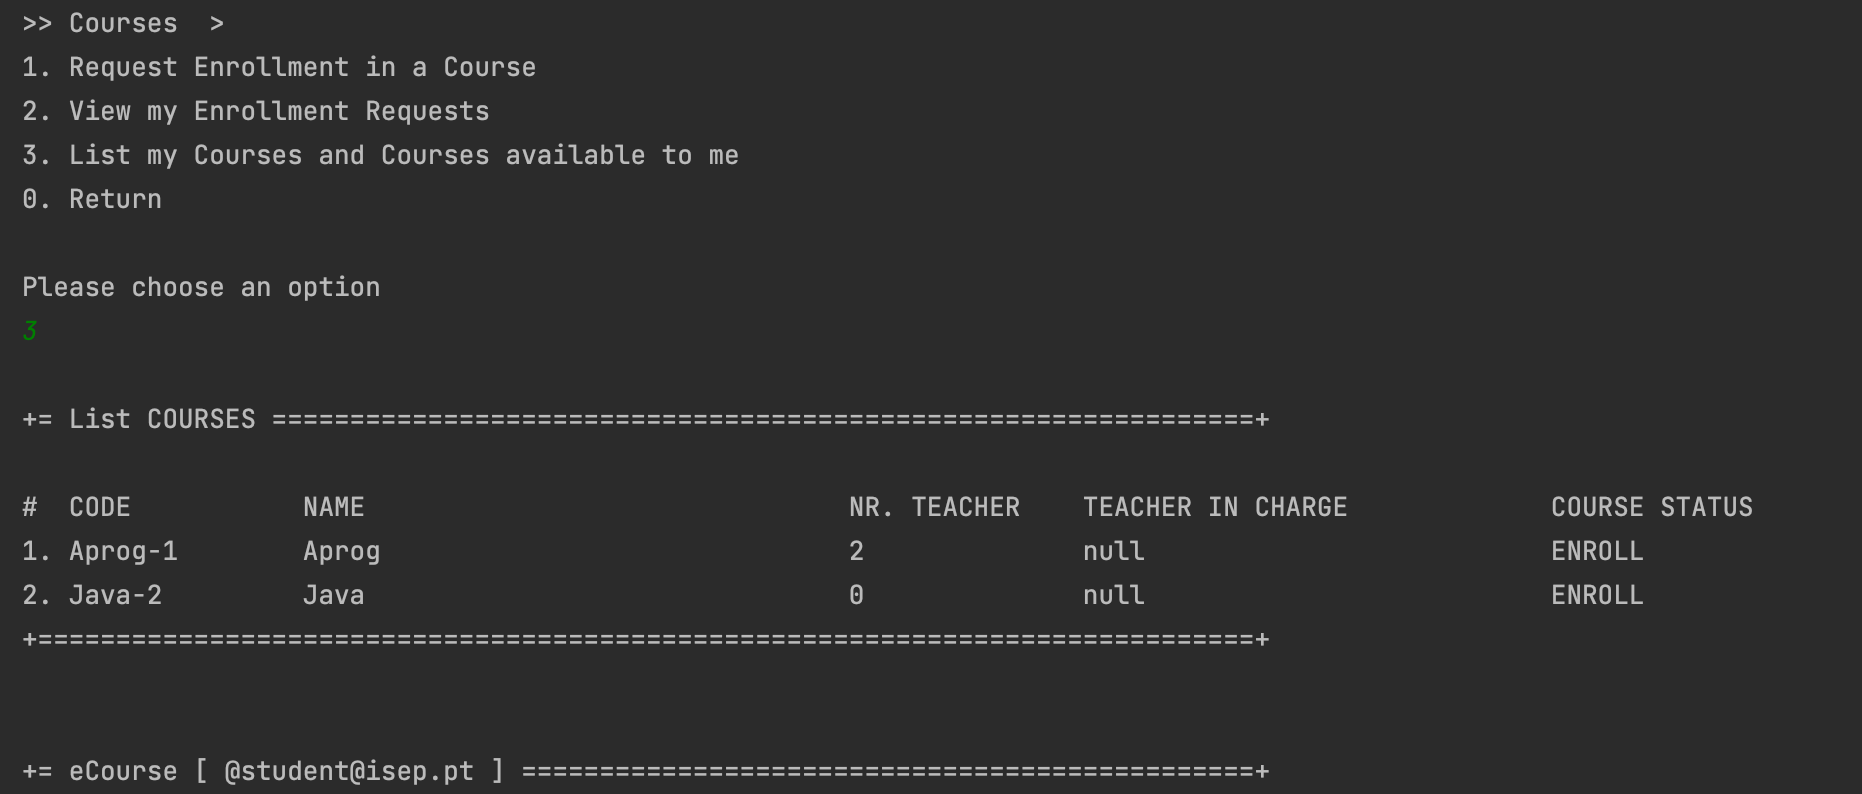 >> Courses  >
1. Request Enrollment in a Course
2. View my Enrollment Requests
3. List my Courses and Courses available to me
0. Return
Please choose an option
3
+= List COURSES ===============================================================+
#  CODE           NAME                               NR. TEACHER    TEACHER IN CHARGE             COURSE STATUS
1. Aprog-1        Aprog                              2              null                          ENROLL
2. Java-2         Java                               0              null                          ENROLL
+==============================================================================+
+= eCourse [ @student@isep.pt ] ===============================================+